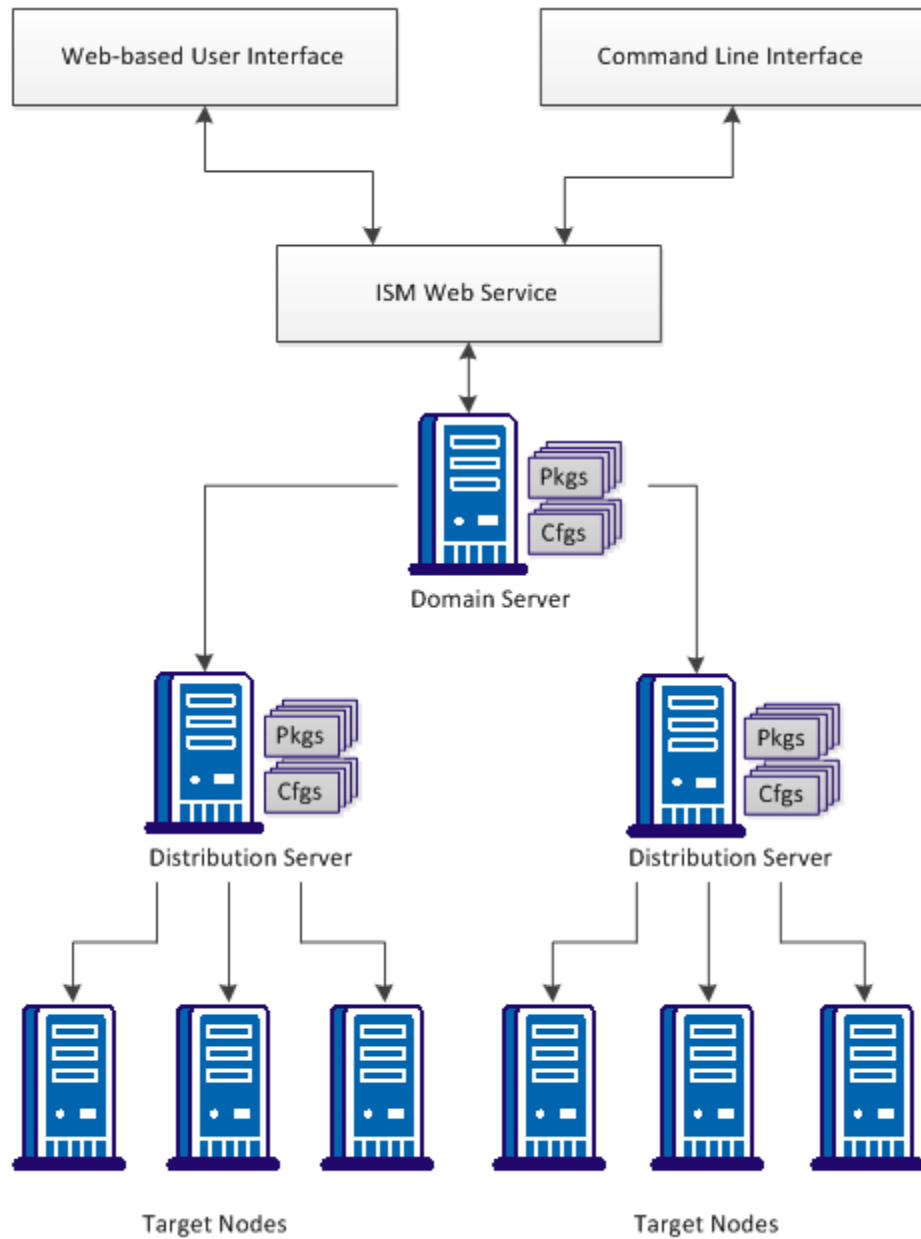 Web-based User Interface
Command Line Interface
ISM Web Service
Pkgs
Cfgs
Domain Server
Pkgs
Cfgs
Distribution Server
Pkgs
Cfgs
Distribution Server
Target Nodes
Target Nodes